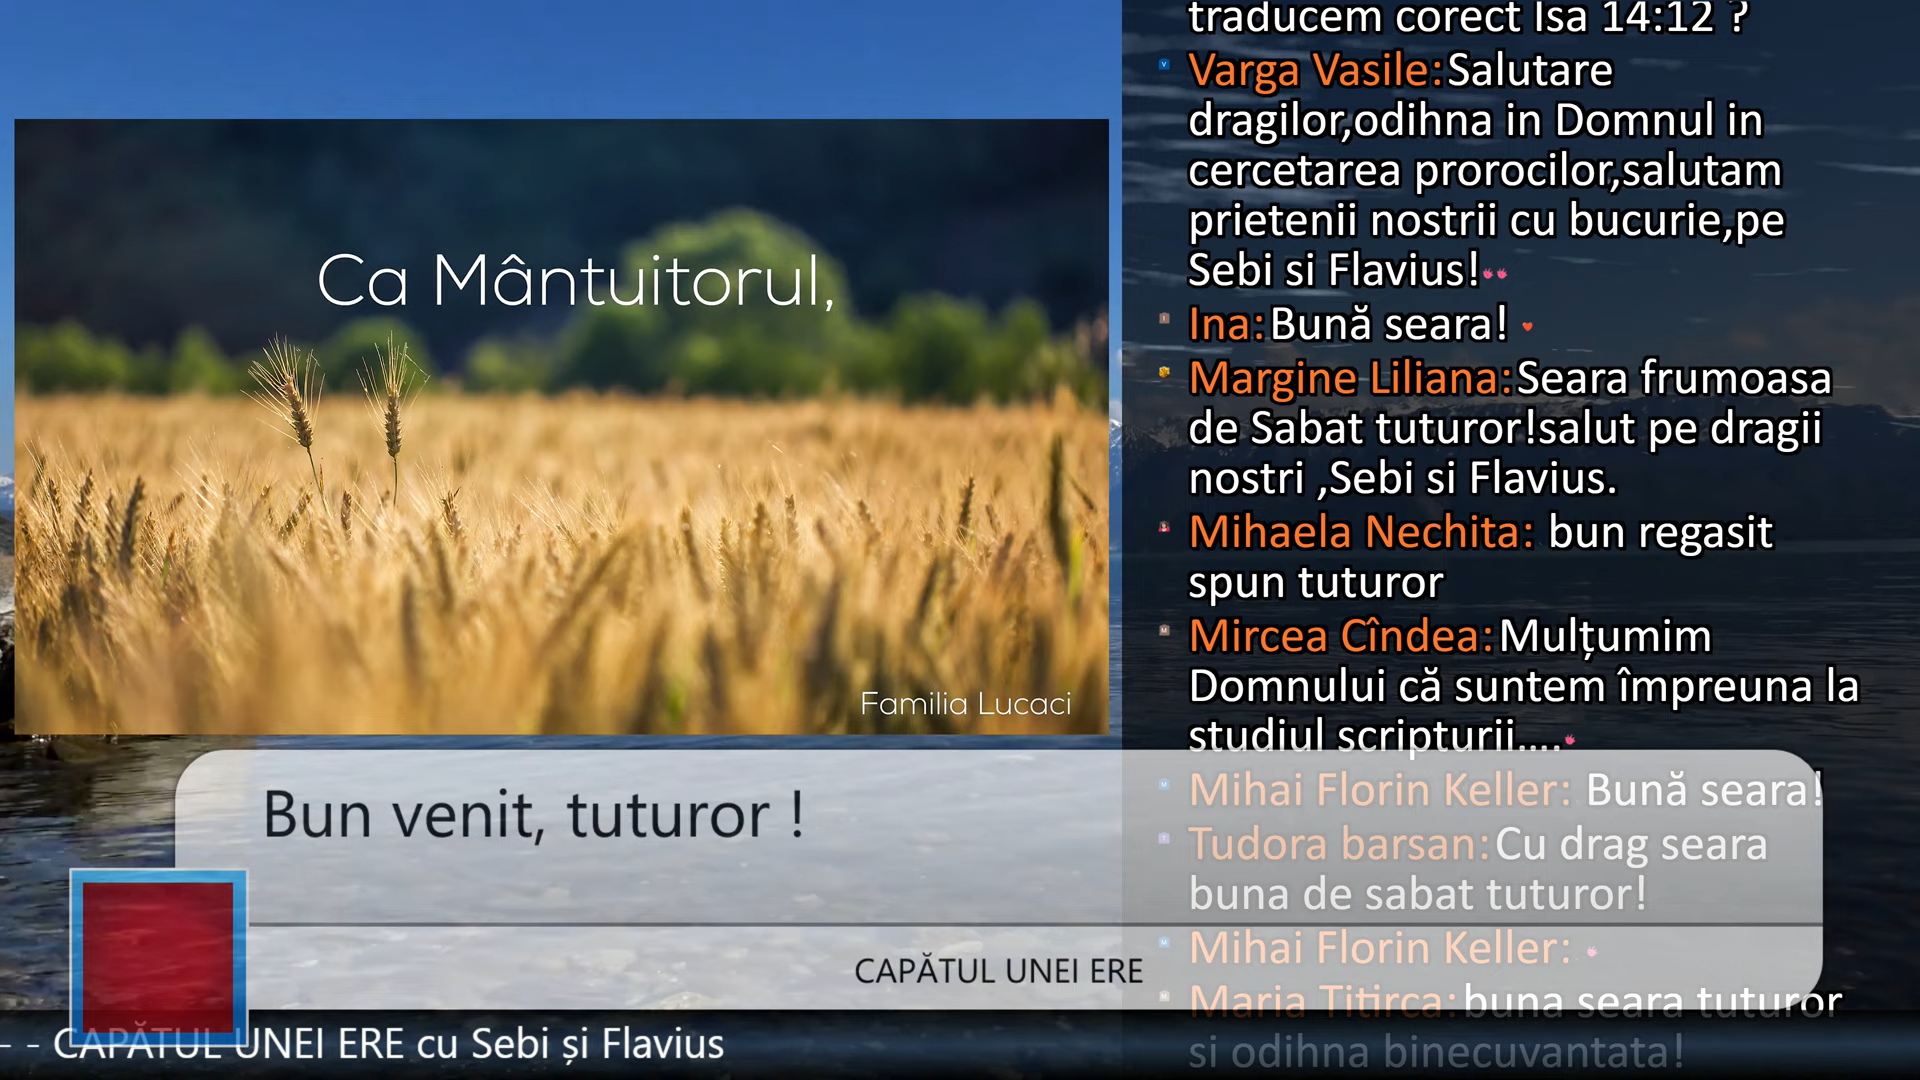 Ca Mântuitorul,
Familia Lucaci
traducem corect Isa 14:12 ?
Varga Vasile: Salutare
dragilor,odihna in Domnul in
cercetarea prorocilor,salutam
prietenii nostrii cu bucurie,pe
Sebi si Flavius!
Ina: Bună seara!
Margine Liliana: Seara frumoasa
de Sabat tuturor!salut pe dragii
nostri ,Sebi si Flavius.
Mihaela Nechita: bun regasit
spun tuturor
Mircea Cîndea: Mulțumim
Domnului că suntem împreuna la
studiul scripturii....
Mihai Florin Keller: Bună seara!
Tudora barsan: Cu drag seara
buna de sabat tuturor!
Mihai Florin Keller:
Maria Titirca: buna seara tuturor
si odihna binecuvantata!
Bun venit, tuturor !
CAPĂTUL UNEI ERE
- - CAPĂTUL UNEI ERE cu Sebi și Flavius